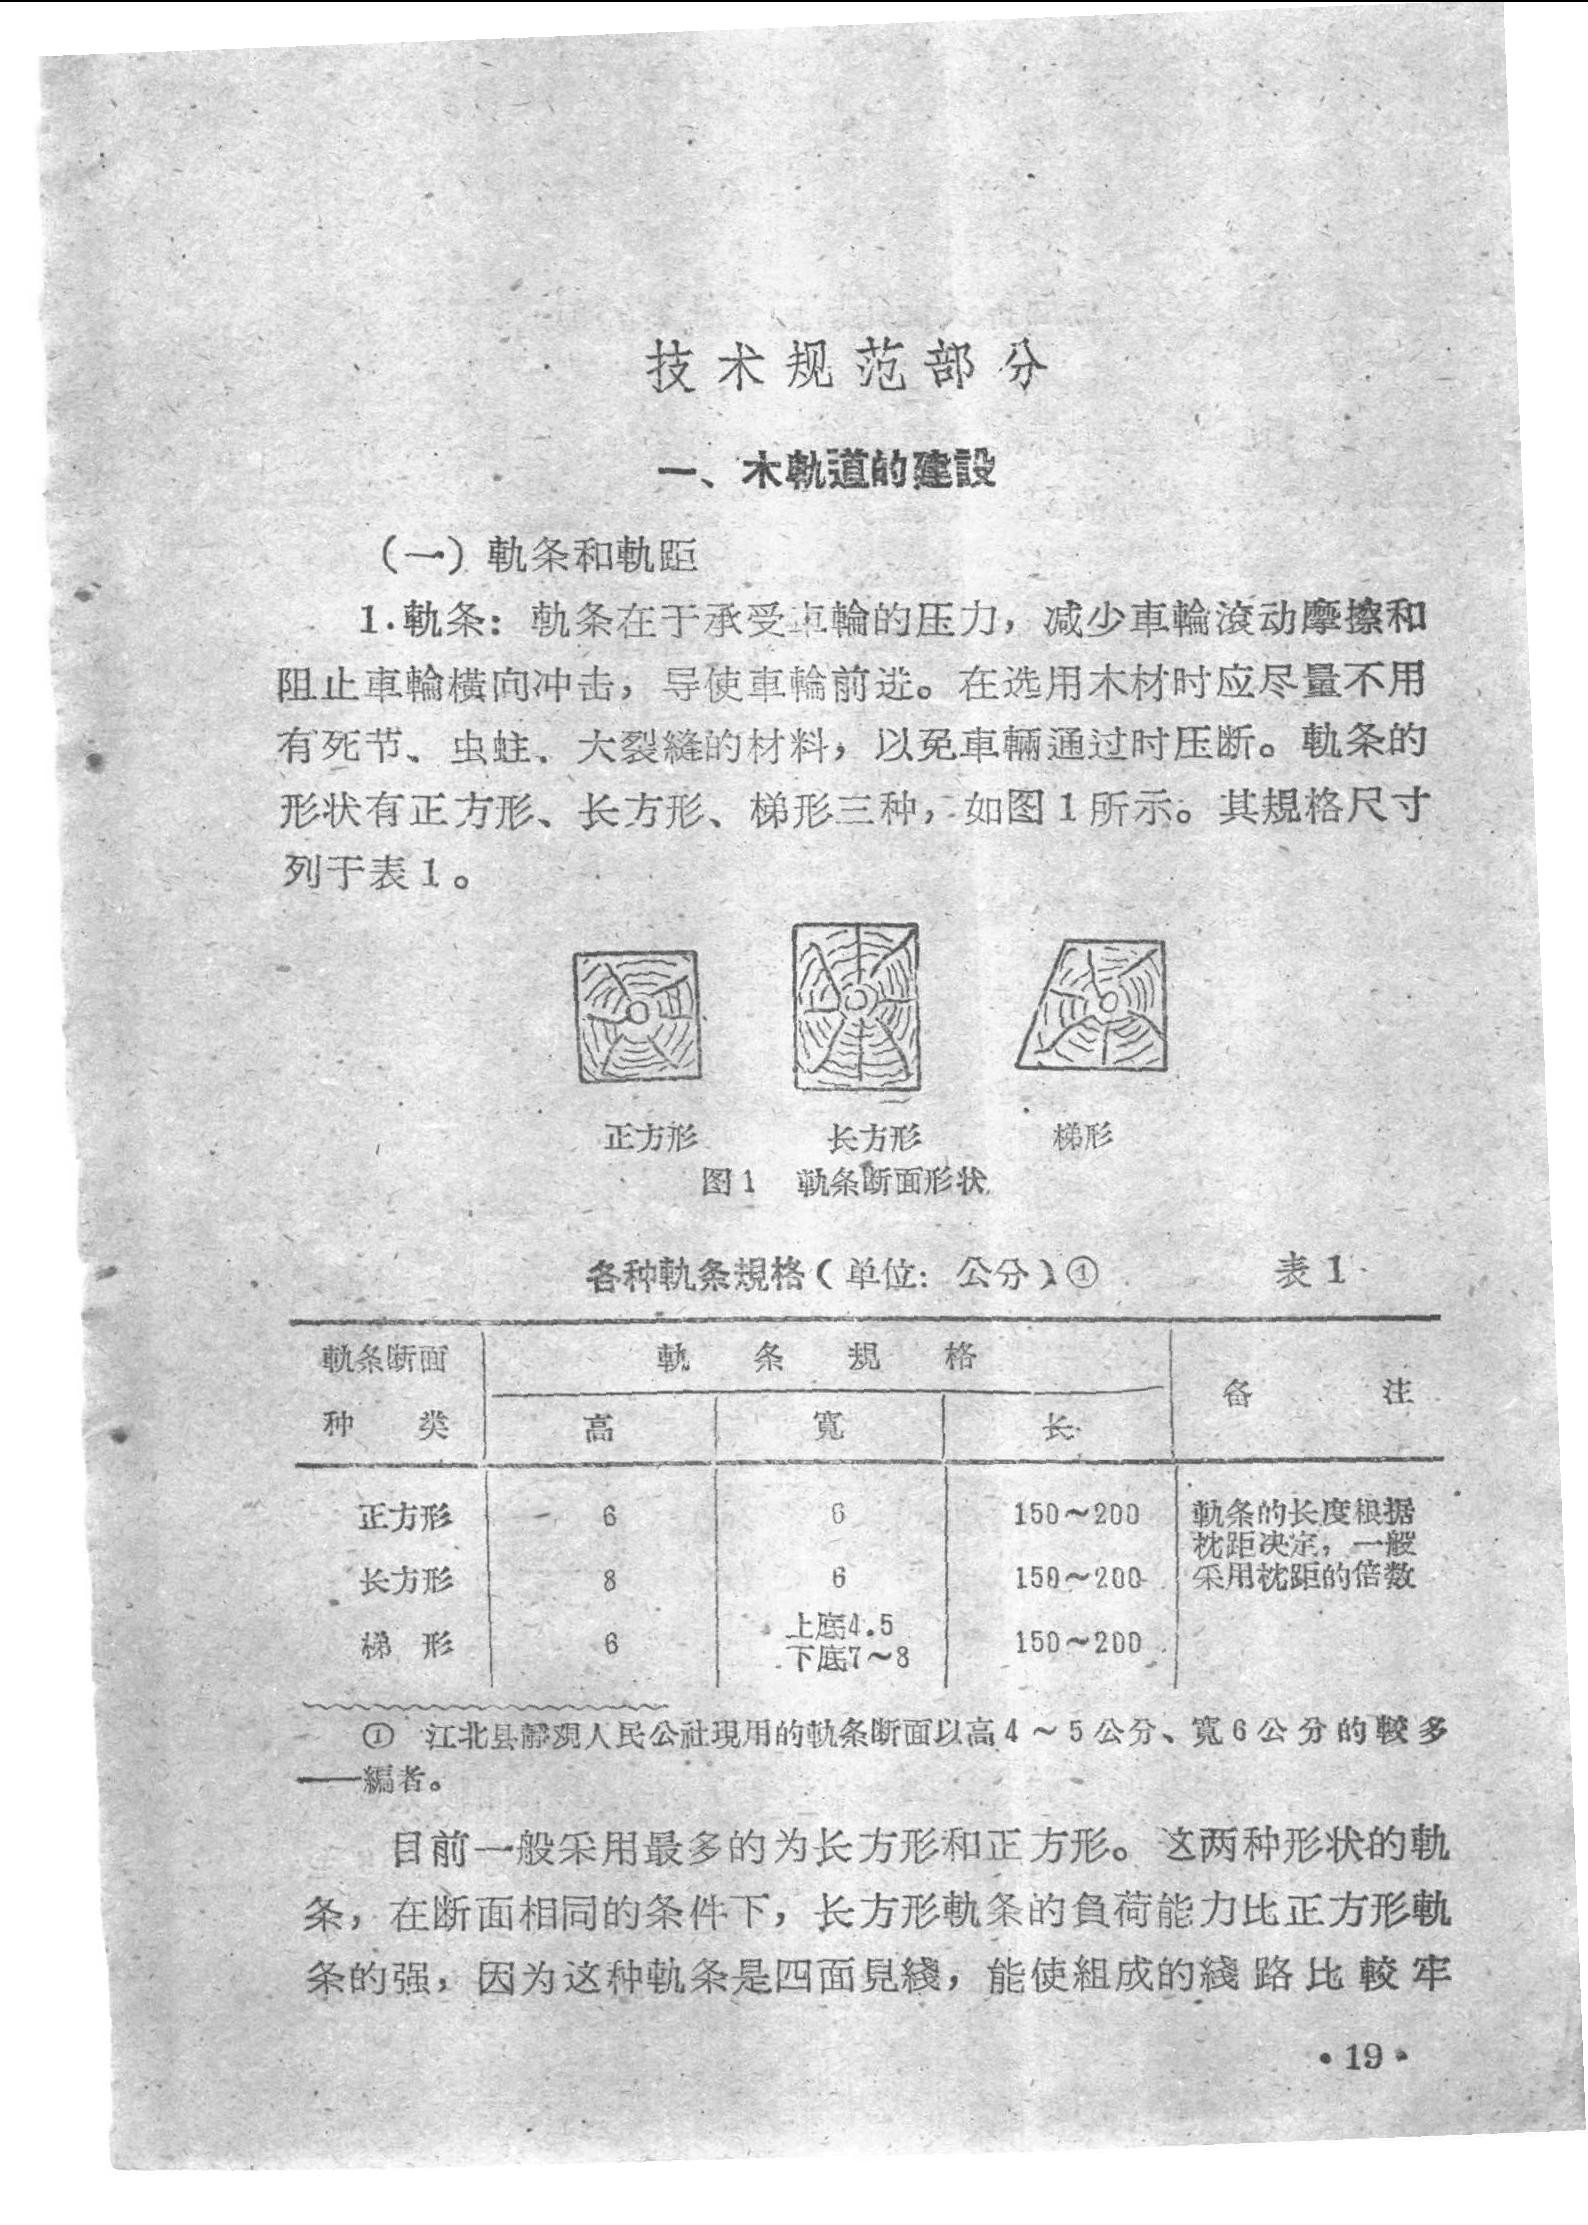 技术规范部分
一、木軌道的建設
（一）軌条和軌距
1.軌条：軌条在于承受車輪的压力，减少車輪滾动摩擦和
阻止車輪橫向冲击，导使車輪前进。在选用木材时应尽量不用
有死节、虫蛀、大裂縫的材料，以免車輛通过时压断。軌条的
形状有正方形、长方形、梯形三种，如图1所示。其規格尺寸
列于表1。
正方形 长方形 梯形
图1 軌条断面形状
各种軌条規格（单位：公分）① 表1
軌条断面 軌条規格
备注
种类 高 寬 长
正方形 6 6 150～200 軌条的长度根据
枕距决定，一般
长方形 8 6 150～200 采用枕距的倍数
上底4.5
梯形 6 150～200
下底7～8
① 江北县靜观人民公社現用的軌条断面以高4～5公分、寬6公分的較多
——編者。
目前一般采用最多的为长方形和正方形。这两种形状的軌
条，在断面相同的条件下，长方形軌条的負荷能力比正方形軌
条的强，因为这种軌条是四面見綫，能使組成的綫路比較牢
·19·